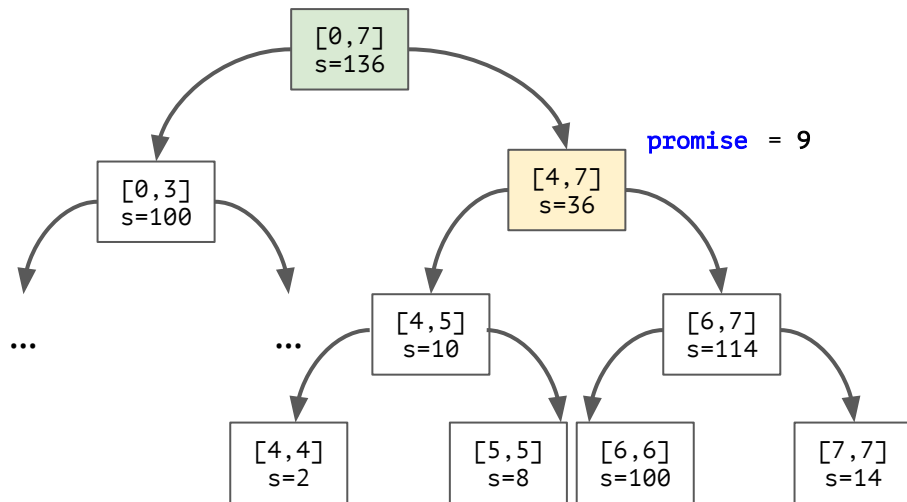 [0,7]
s=136
promise = 9
[0,3]
s=100
[4,7]
s=36
...
...
[4,5]
s=10
[6,7]
s=114
[4,4]
s=2
[5,5]
s=8
[6,6]
s=100
[7,7]
s=14